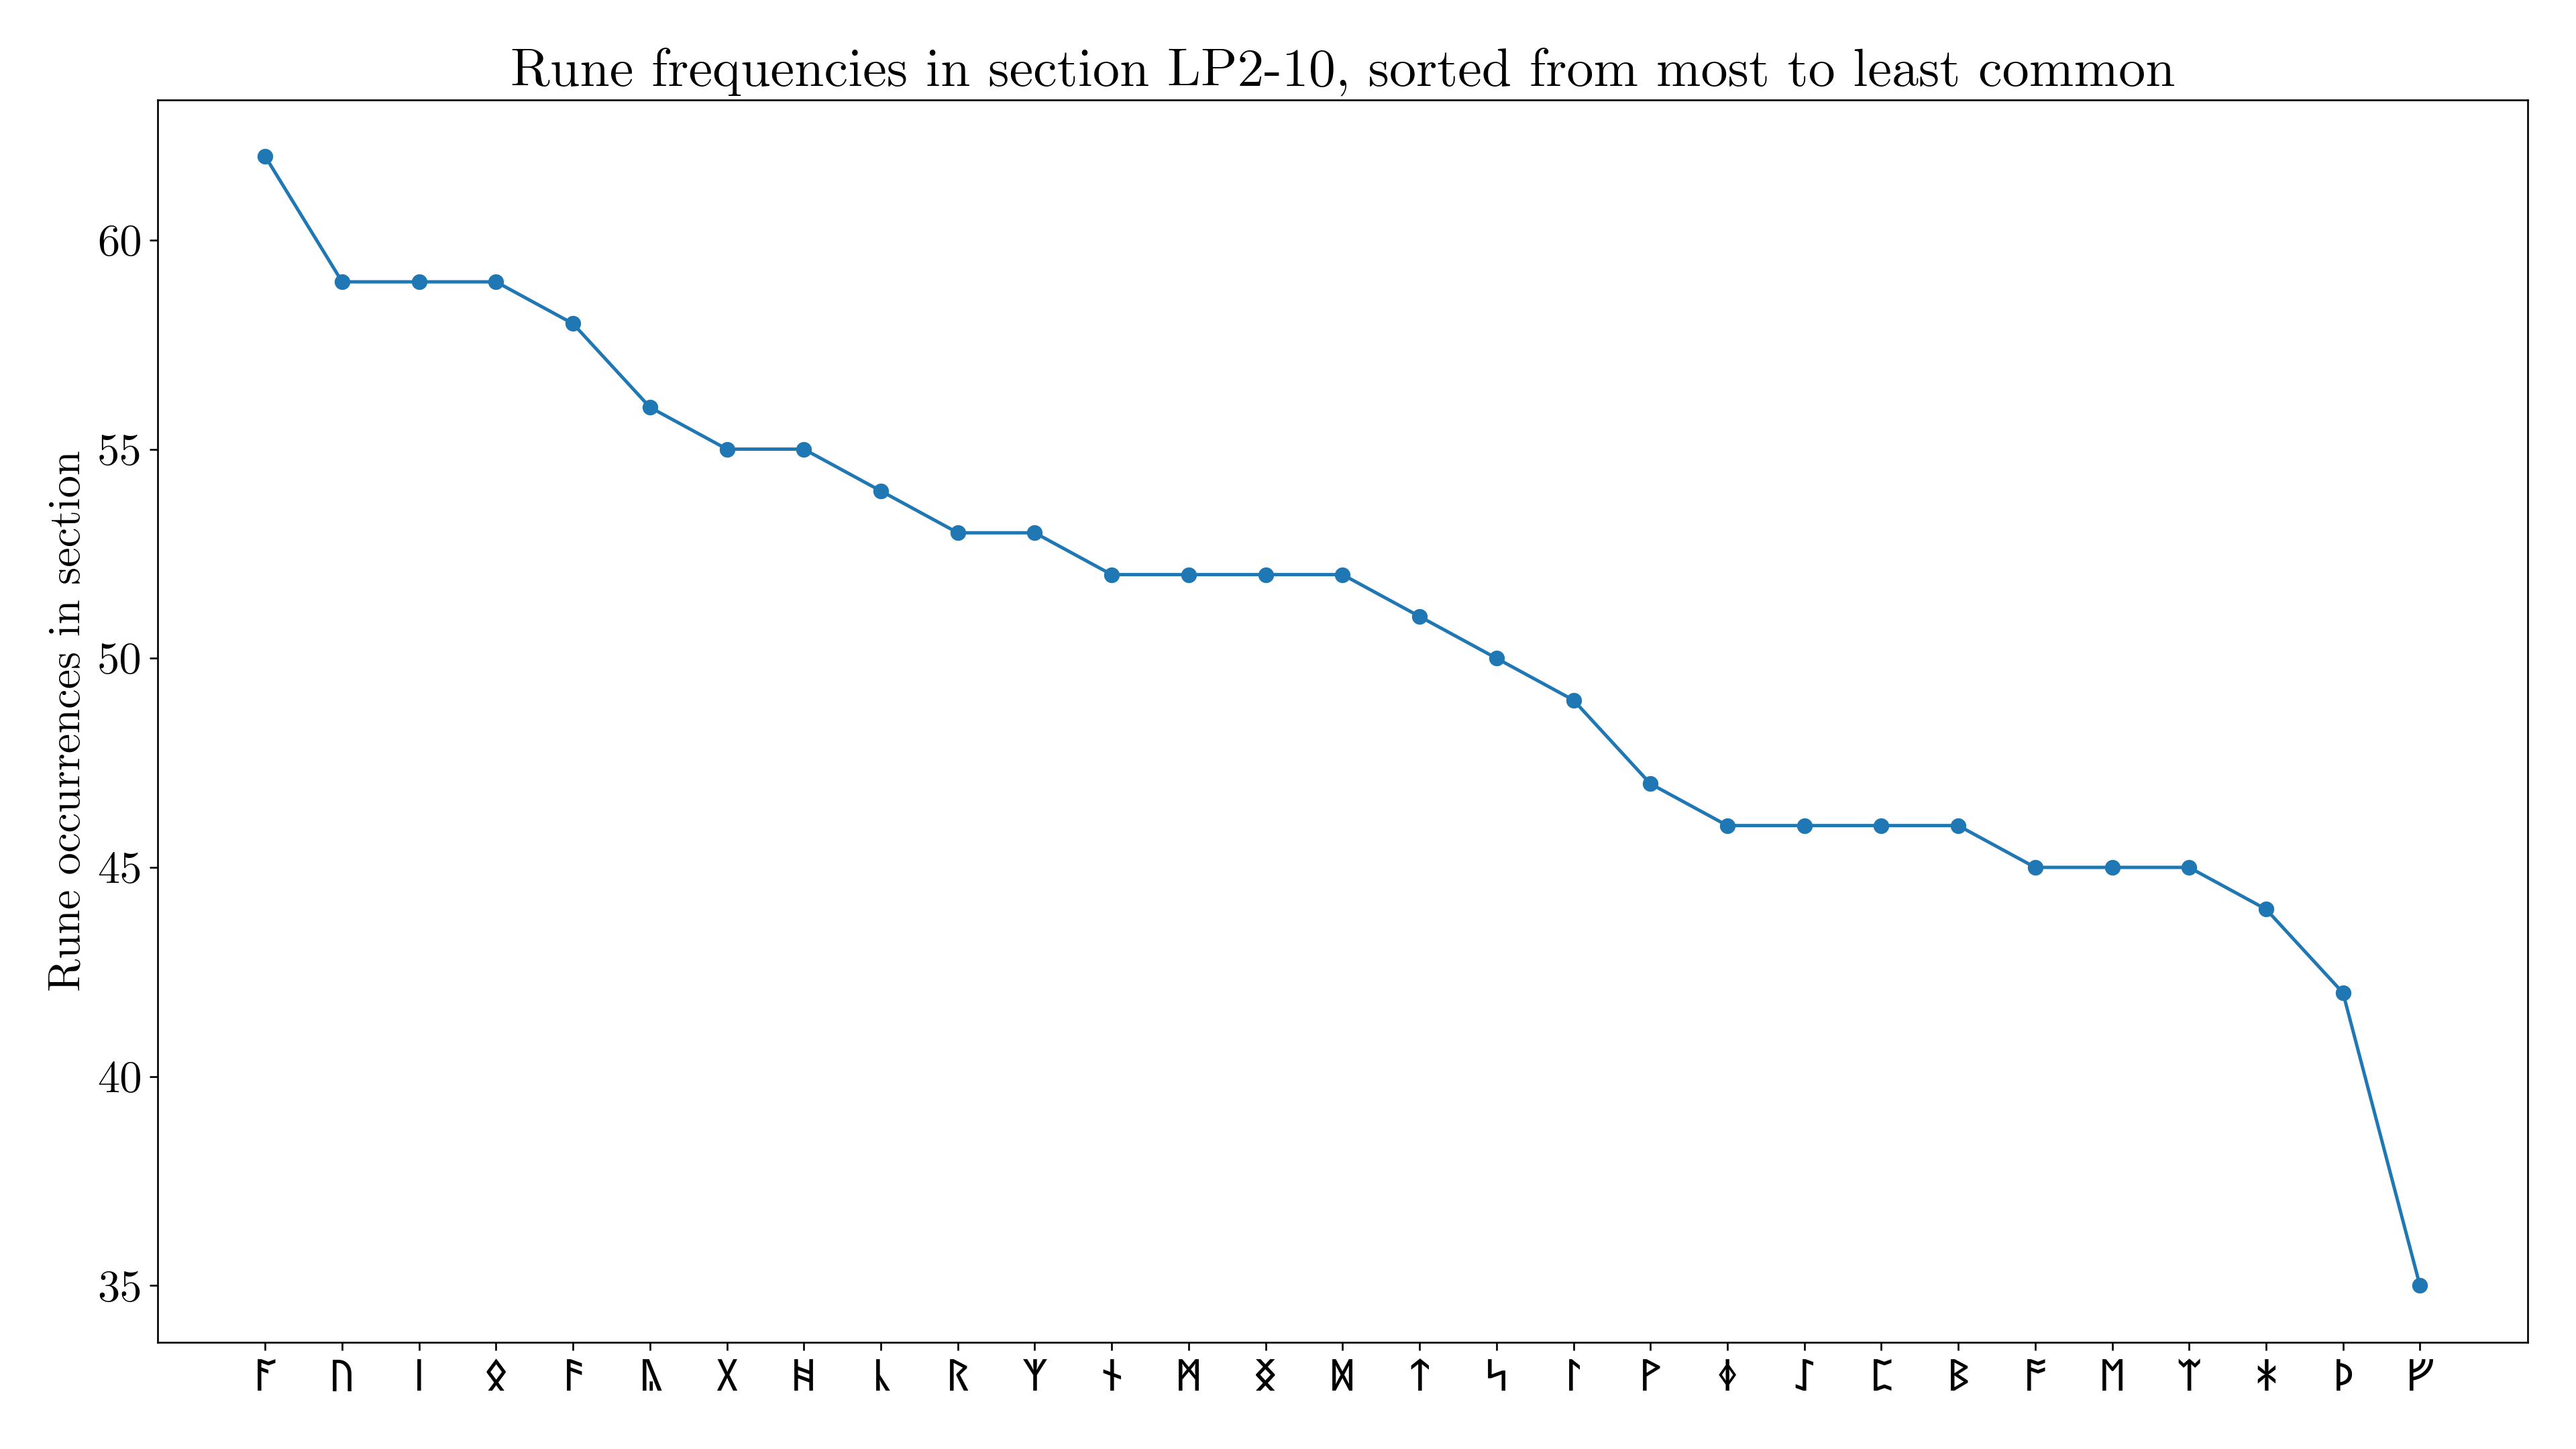 Rune frequencies in section LP2-10, sorted from most to least common
Rune occurrences in section
60
55
50
45
40
35
ᚪ ᚢ ᛁ ᛟ ᚫ ᚣ ᚷ ᚻ ᚳ ᚱ ᛉ ᚾ ᛗ ᛝ ᛞ ᛏ ᛋ ᛚ ᚹ ᛄ ᛇ ᛈ ᛒ ᚩ ᛖ ᛠ ᛡ ᚦ ᚠ